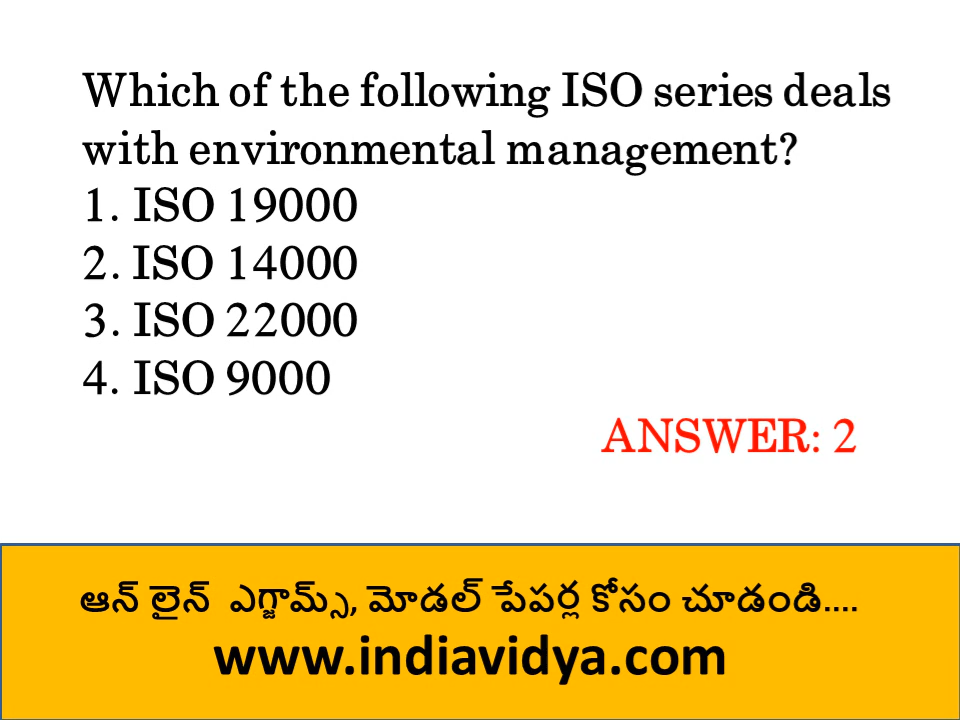 Which of the following ISO series deals
with environmental management?
1. ISO 19000
2. ISO 14000
3. ISO 22000
4. ISO 9000
ANSWER: 2
ఆన్ లైన్ ఎగ్జామ్స్, మోడల్ పేపర్ల కోసం చూడండి....
www.indiavidya.com